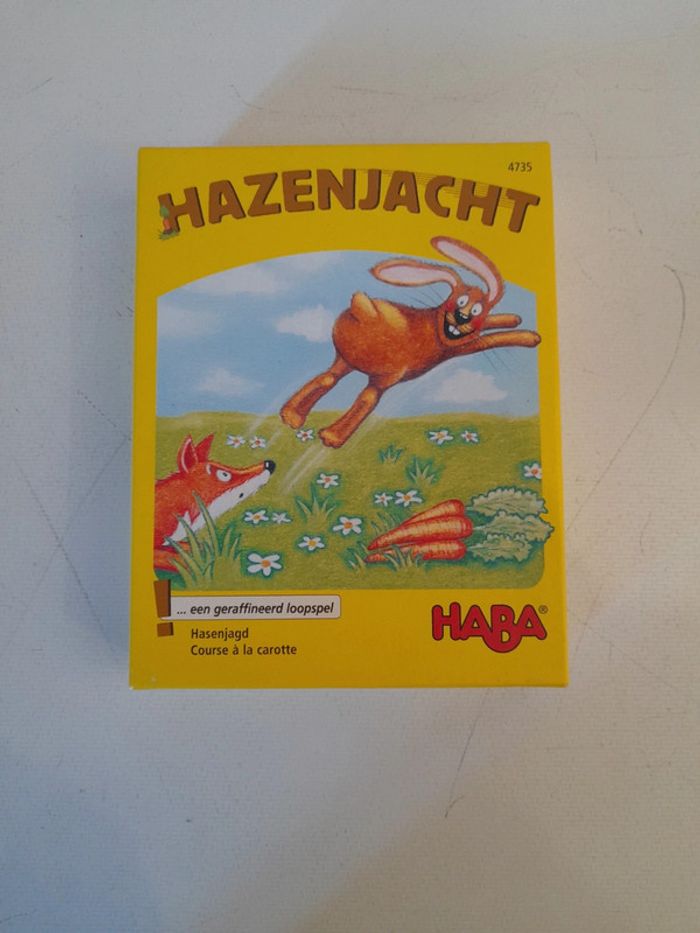 4735
HAZENJACHT
... een geraffineerd loopspel
Hasenjagd
Course à la carotte
HABA®